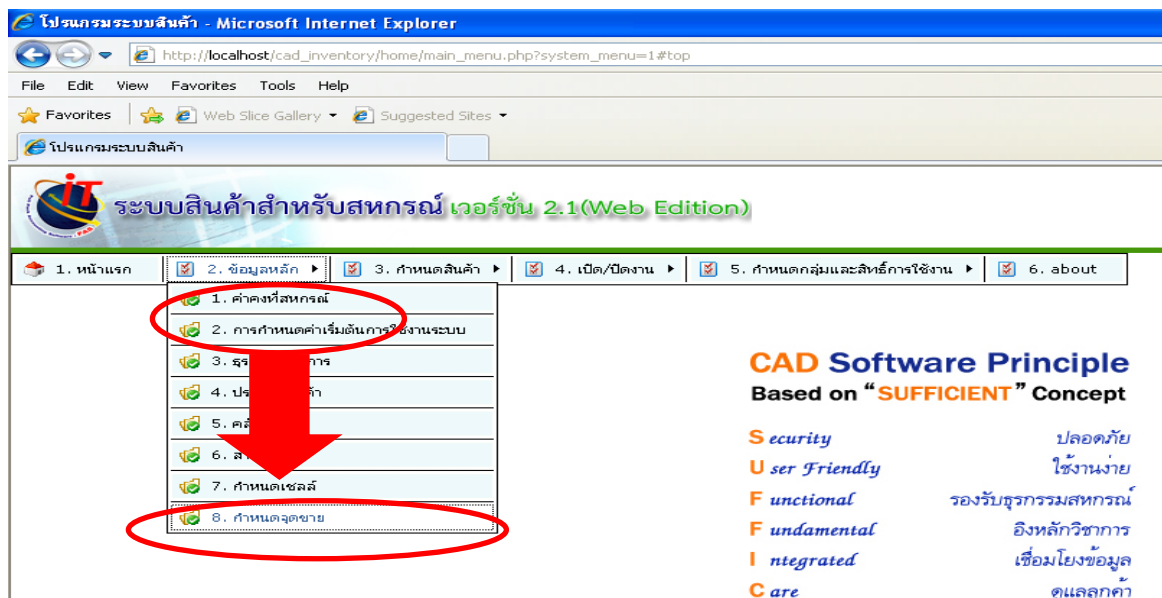 โปรแกรมระบบสินค้า - Microsoft Internet Explorer
http://localhost/cad_inventory/home/main_menu.php?system_menu=1#top
File Edit View Favorites Tools Help
Favorites Web Slice Gallery Suggested Sites
โปรแกรมระบบสินค้า
iT ระบบสินค้าสำหรับสหกรณ์ เวอร์ชั่น 2.1(Web Edition)
1. หน้าแรก 2. ข้อมูลหลัก 3. กำหนดสินค้า 4. เปิด/ปิดงาน 5. กำหนดกลุ่มและสิทธิ์การใช้งาน 6. about
1. ค่าคงที่สหกรณ์
2. การกำหนดค่าเริ่มต้นการใช้งานระบบ
3.
4.
5.
6.
7. กำหนดเซลล์
8. กำหนดจุดขาย
CAD Software Principle
Based on “SUFFICIENT” Concept
S ecurity ปลอดภัย
U ser Friendly ใช้งานง่าย
F unctional รองรับธุรกรรมสหกรณ์
F undamental อิงหลักวิชาการ
I ntegrated เชื่อมโยงข้อมูล
C are ดูแลลูกค้า